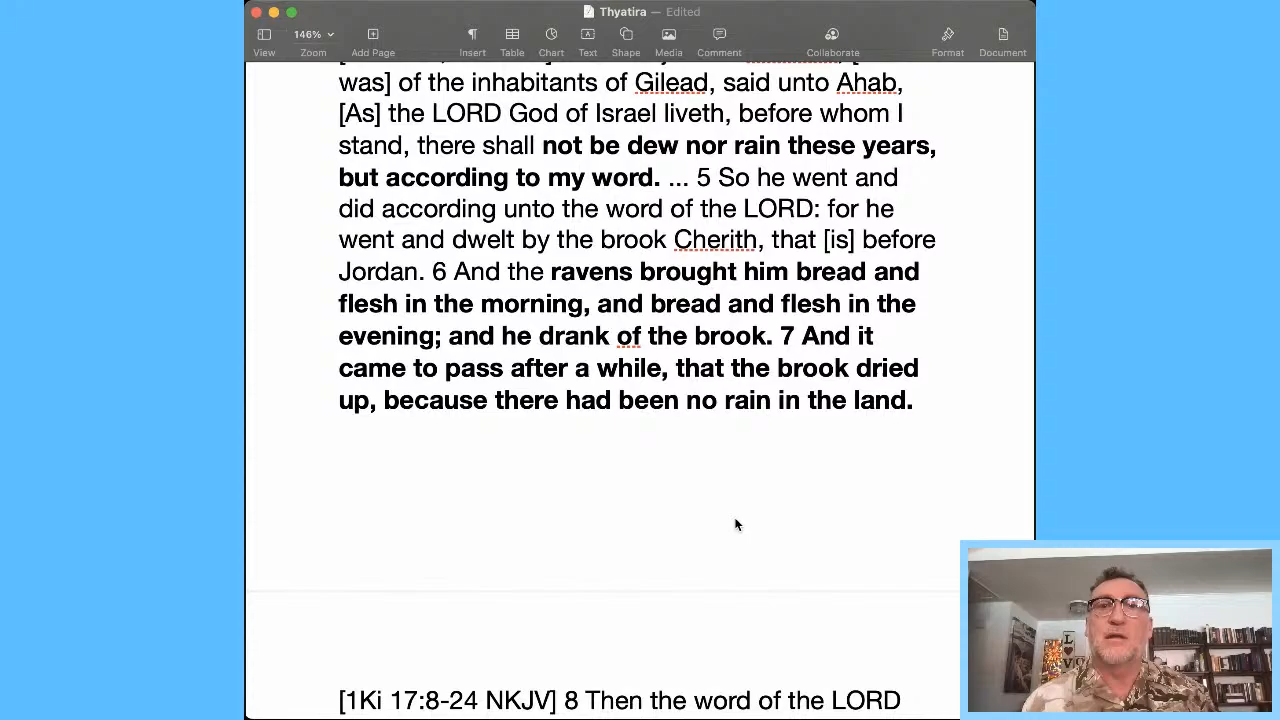 Thyatira — Edited
146%
View Zoom Add Page Insert Table Chart Text Shape Media Comment Collaborate Format Document
was] of the inhabitants of Gilead, said unto Ahab,
[As] the LORD God of Israel liveth, before whom I
stand, there shall not be dew nor rain these years,
but according to my word. ... 5 So he went and
did according unto the word of the LORD: for he
went and dwelt by the brook Cherith, that [is] before
Jordan. 6 And the ravens brought him bread and
flesh in the morning, and bread and flesh in the
evening; and he drank of the brook. 7 And it
came to pass after a while, that the brook dried
up, because there had been no rain in the land.
[1Ki 17:8-24 NKJV] 8 Then the word of the LORD